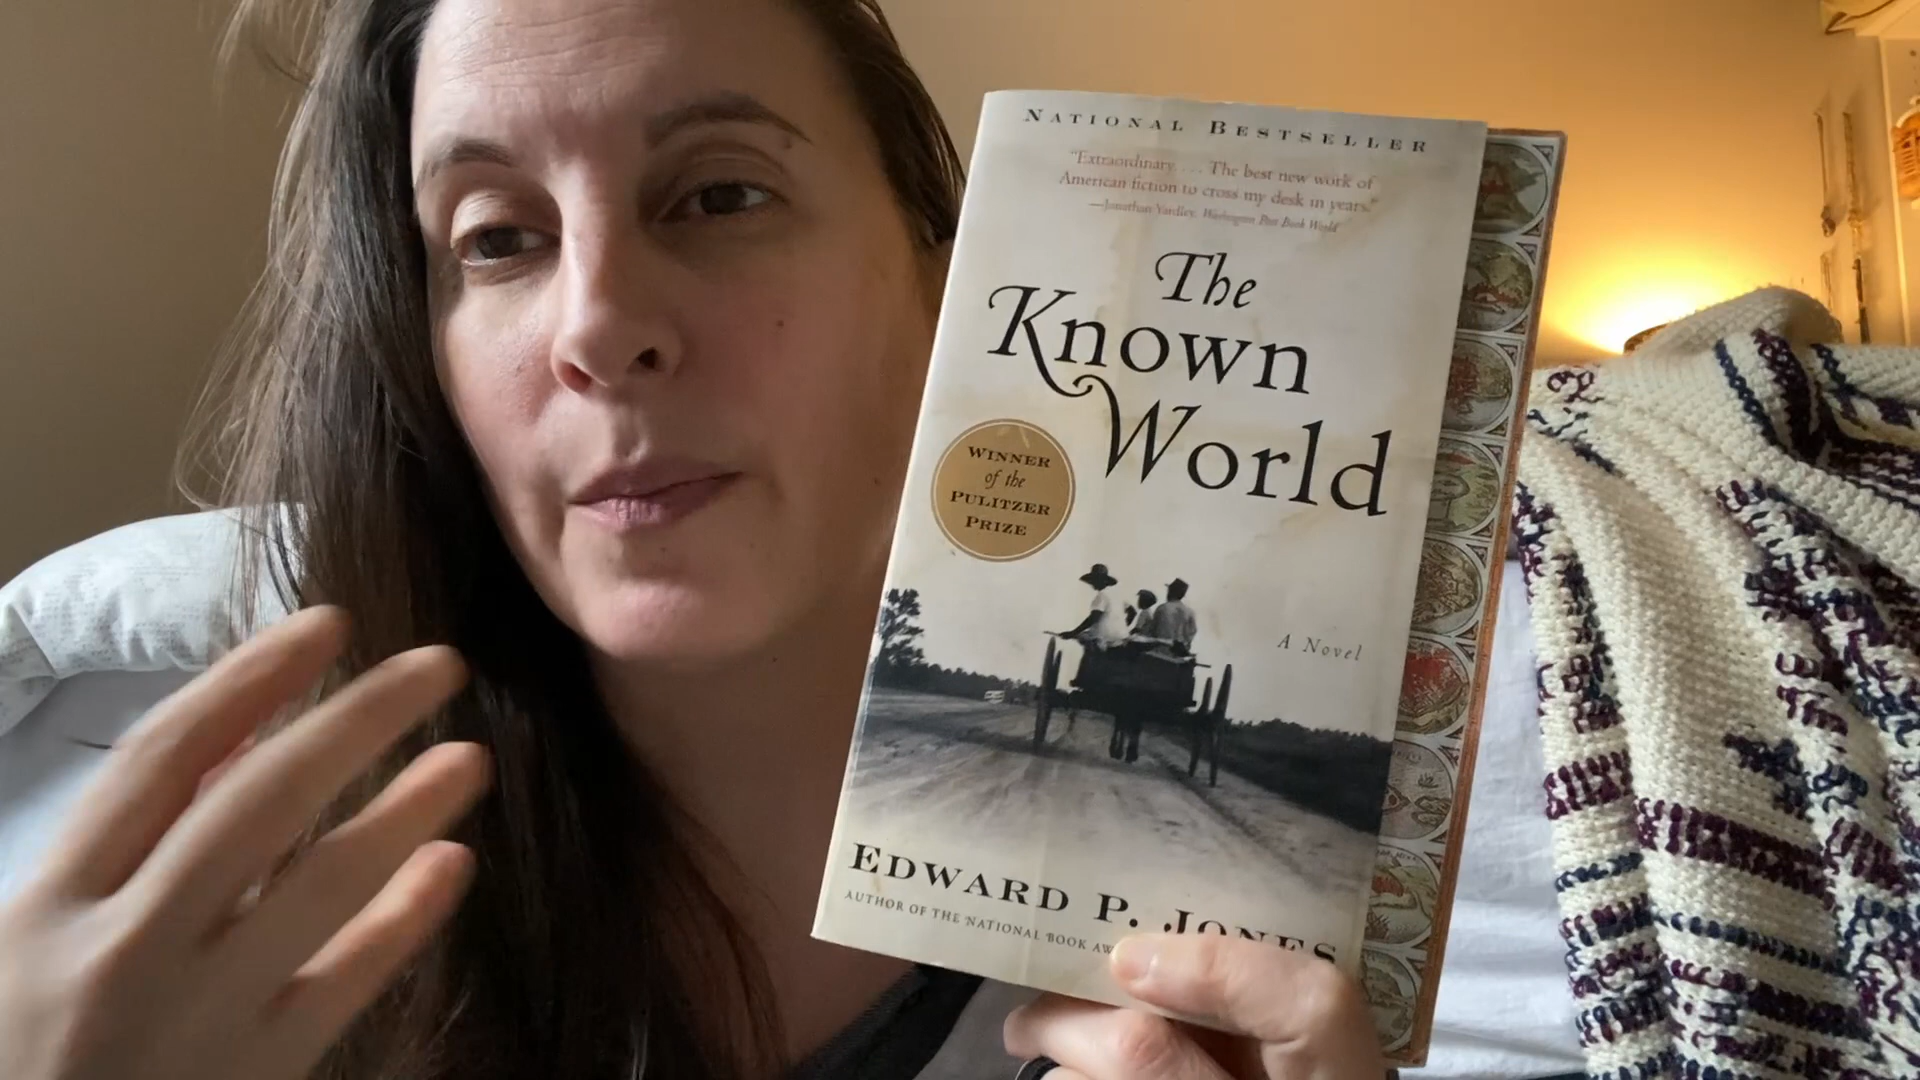 NATIONAL BESTSELLER
"Extraordinary. . . . The best new work of
American fiction to cross my desk in years."
—Jonathan Yardley, Washington Post Book World
The
Known
World
WINNER
of the
PULITZER
PRIZE
A Novel
EDWARD P. JONES
AUTHOR OF THE NATIONAL BOOK